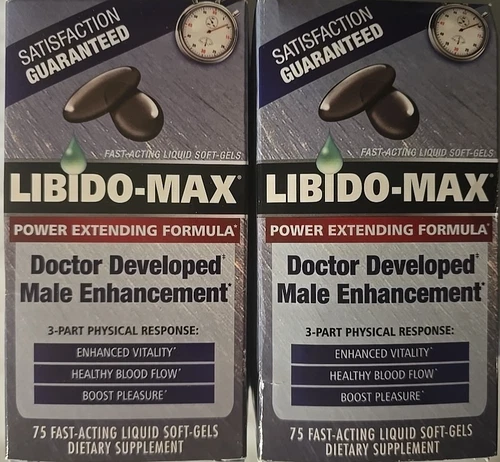 SATISFACTION
GUARANTEED
FAST-ACTING LIQUID SOFT-GELS
LIBIDO-MAX®
POWER EXTENDING FORMULA*
Doctor Developed‡
Male Enhancement*
3-PART PHYSICAL RESPONSE:
ENHANCED VITALITY*
HEALTHY BLOOD FLOW*
BOOST PLEASURE*
75 FAST-ACTING LIQUID SOFT-GELS
DIETARY SUPPLEMENT
SATISFACTION
GUARANTEED
FAST-ACTING LIQUID SOFT-GELS
LIBIDO-MAX®
POWER EXTENDING FORMULA*
Doctor Developed‡
Male Enhancement*
3-PART PHYSICAL RESPONSE:
ENHANCED VITALITY*
HEALTHY BLOOD FLOW*
BOOST PLEASURE*
75 FAST-ACTING LIQUID SOFT-GELS
DIETARY SUPPLEMENT